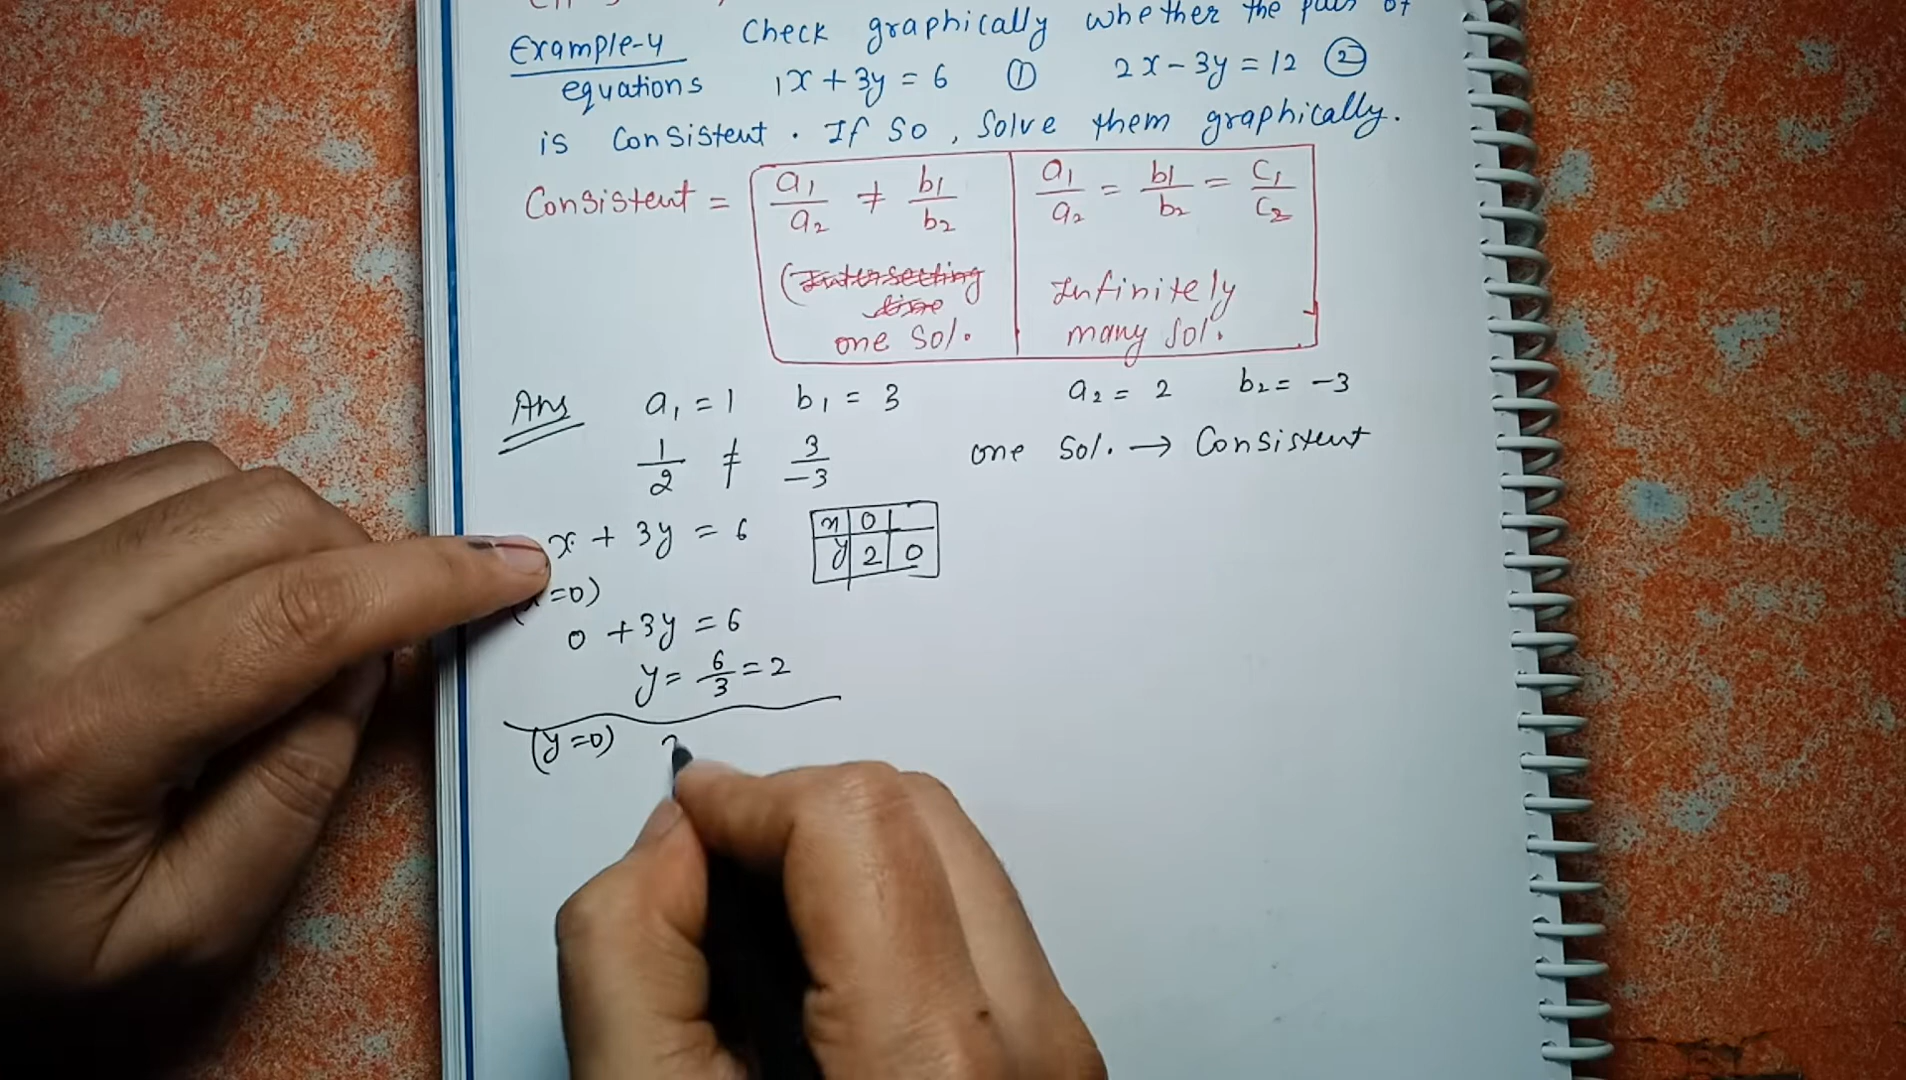 Example-4 Check graphically whether the pair of
equations 1x + 3y = 6 ① 2x - 3y = 12 ②
is Consistent. If so, Solve them graphically.
Consistent = a₁/a₂ ≠ b₁/b₂ a₁/a₂ = b₁/b₂ = c₁/c₂
(Intersecting Infinitely
line many sol.
one sol.
Ans a₁ = 1 b₁ = 3 a₂ = 2 b₂ = -3
1/2 ≠ 3/-3 one sol. → Consistent
x + 3y = 6 x 0
y 2 0
=0)
0 + 3y = 6
y = 6/3 = 2
(y=0)